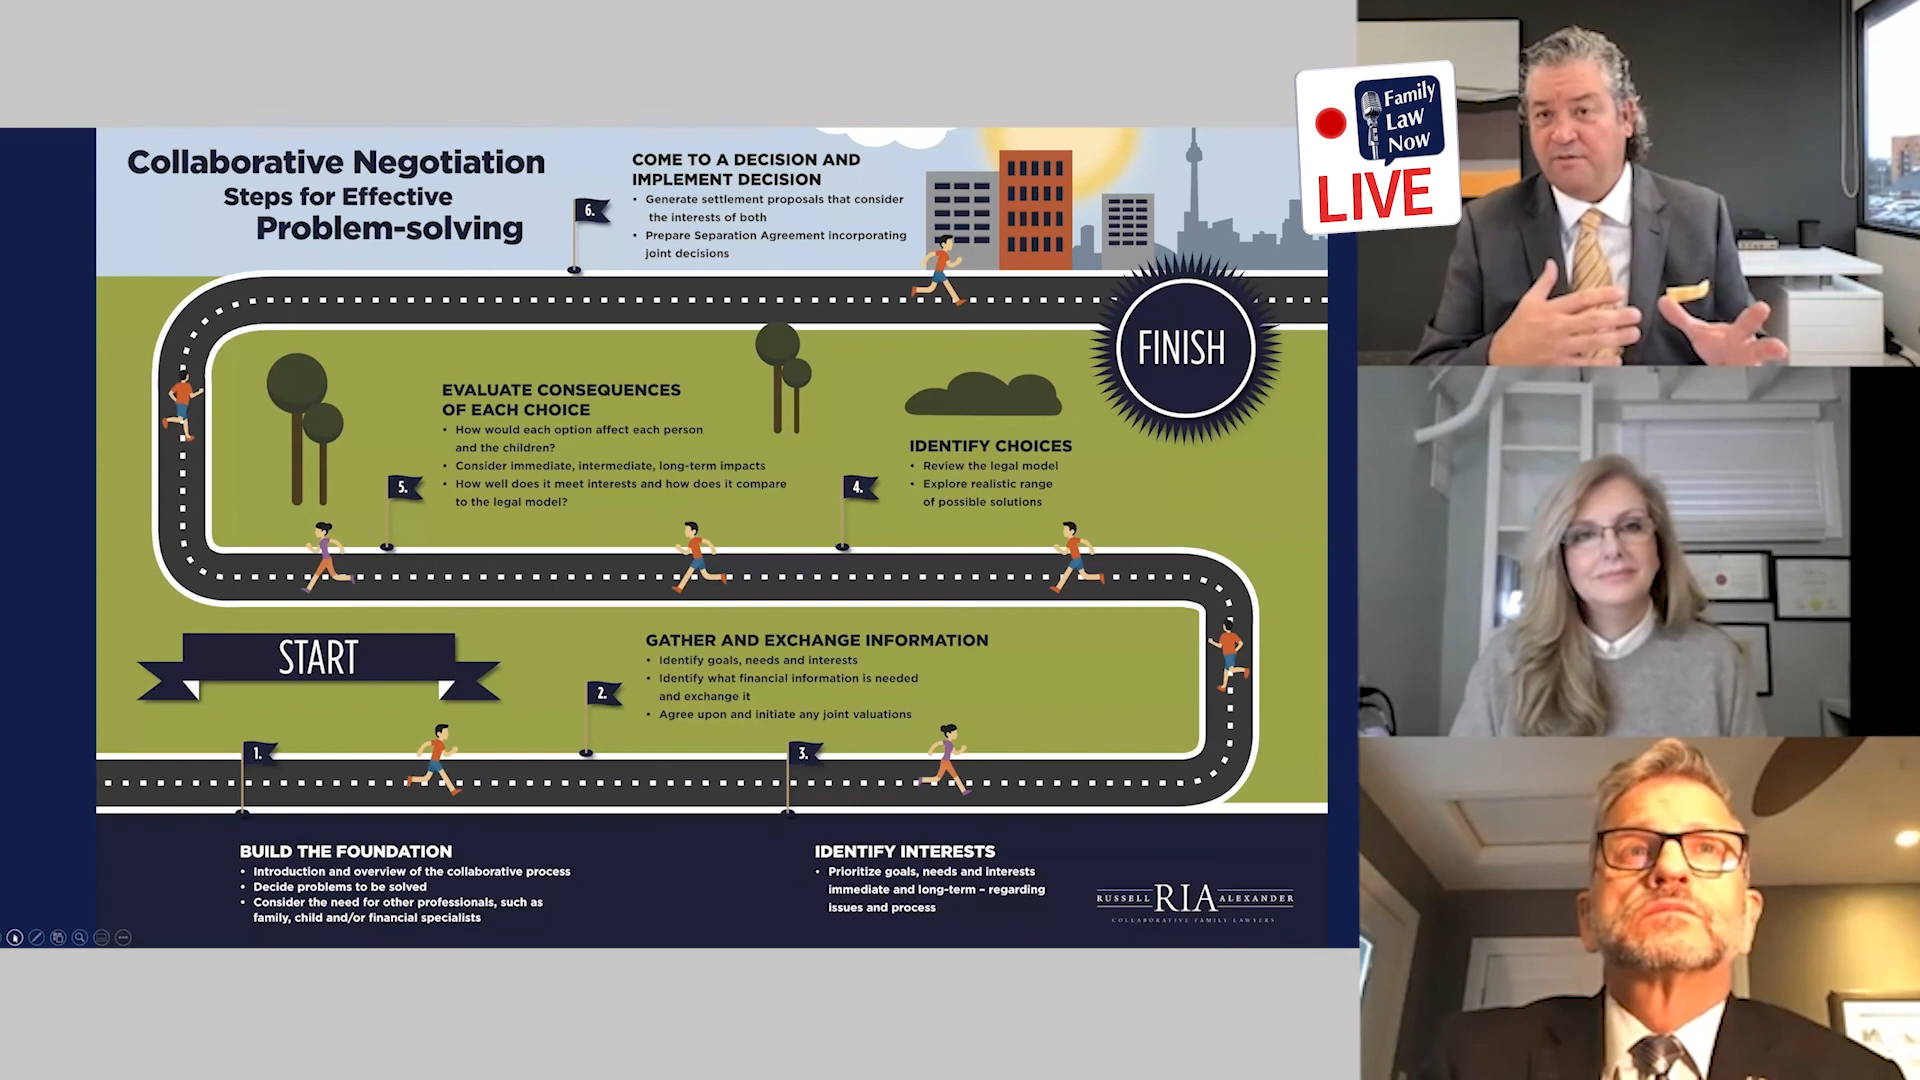 Collaborative Negotiation
Steps for Effective
Problem-solving
6.
COME TO A DECISION AND
IMPLEMENT DECISION
• Generate settlement proposals that consider
the interests of both
• Prepare Separation Agreement incorporating
joint decisions
FINISH
5.
EVALUATE CONSEQUENCES
OF EACH CHOICE
• How would each option affect each person
and the children?
• Consider immediate, intermediate, long-term impacts
• How well does it meet interests and how does it compare
to the legal model?
4.
IDENTIFY CHOICES
• Review the legal model
• Explore realistic range
of possible solutions
START
2.
GATHER AND EXCHANGE INFORMATION
• Identify goals, needs and interests
• Identify what financial information is needed
and exchange it
• Agree upon and initiate any joint valuations
1.
3.
BUILD THE FOUNDATION
• Introduction and overview of the collaborative process
• Decide problems to be solved
• Consider the need for other professionals, such as
family, child and/or financial specialists
IDENTIFY INTERESTS
• Prioritize goals, needs and interests
immediate and long-term – regarding
issues and process
RUSSELL RIA ALEXANDER
COLLABORATIVE FAMILY LAWYERS
Family
Law
Now
LIVE